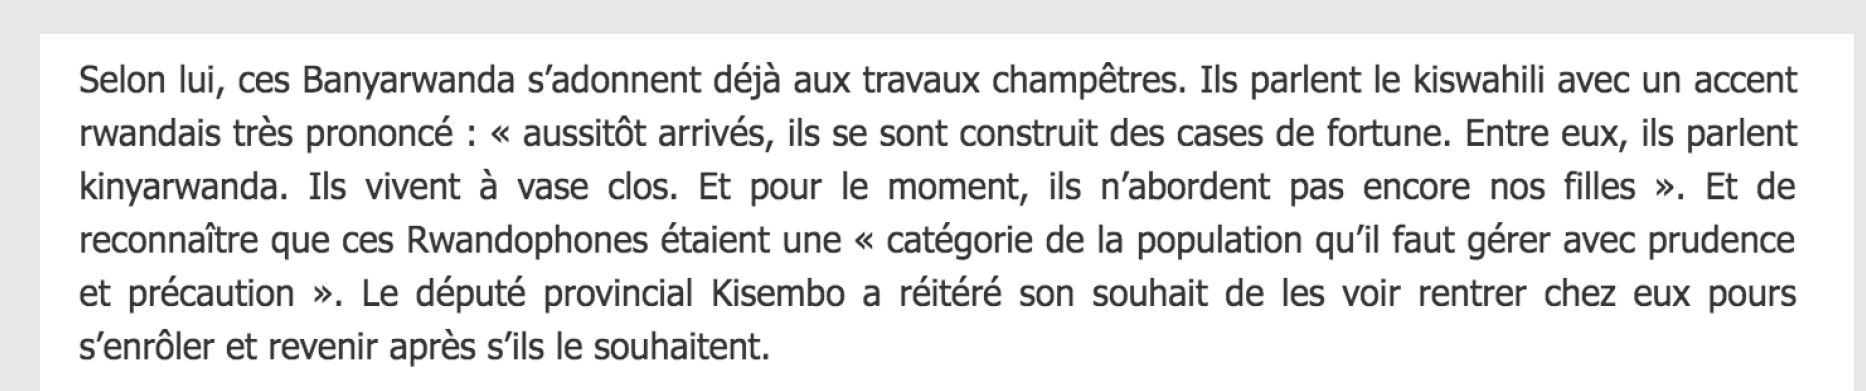 Selon lui, ces Banyarwanda s’adonnent déjà aux travaux champêtres. Ils parlent le kiswahili avec un accent
rwandais très prononcé : « aussitôt arrivés, ils se sont construit des cases de fortune. Entre eux, ils parlent
kinyarwanda. Ils vivent à vase clos. Et pour le moment, ils n’abordent pas encore nos filles ». Et de
reconnaître que ces Rwandophones étaient une « catégorie de la population qu’il faut gérer avec prudence
et précaution ». Le député provincial Kisembo a réitéré son souhait de les voir rentrer chez eux pours
s’enrôler et revenir après s’ils le souhaitent.